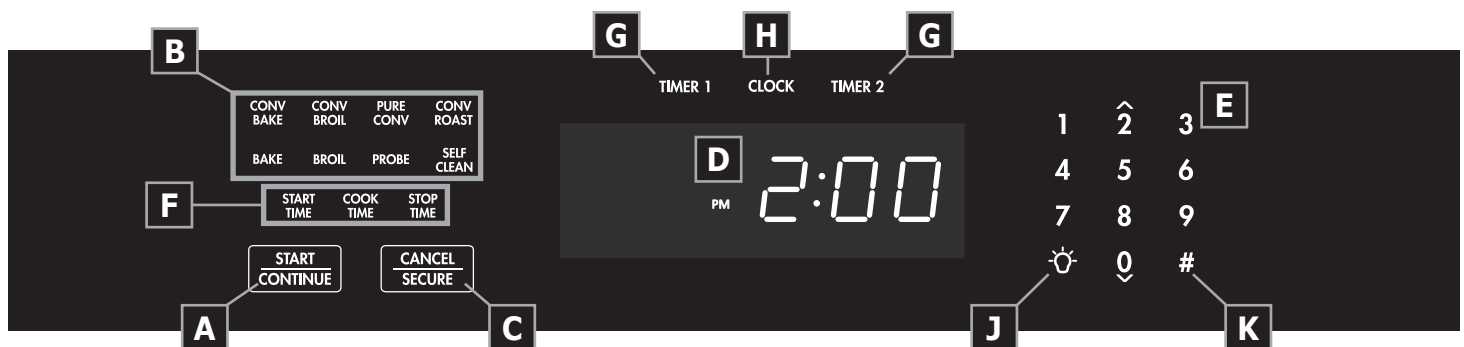 G H G
B
TIMER 1 CLOCK TIMER 2
CONV CONV PURE CONV
BAKE BROIL CONV ROAST
BAKE BROIL PROBE SELF
CLEAN
E
1 2 3
4 5 6
7 8 9
0 #
D
PM 2:00
F
START COOK STOP
TIME TIME TIME
START
CONTINUE
CANCEL
SECURE
A C J K